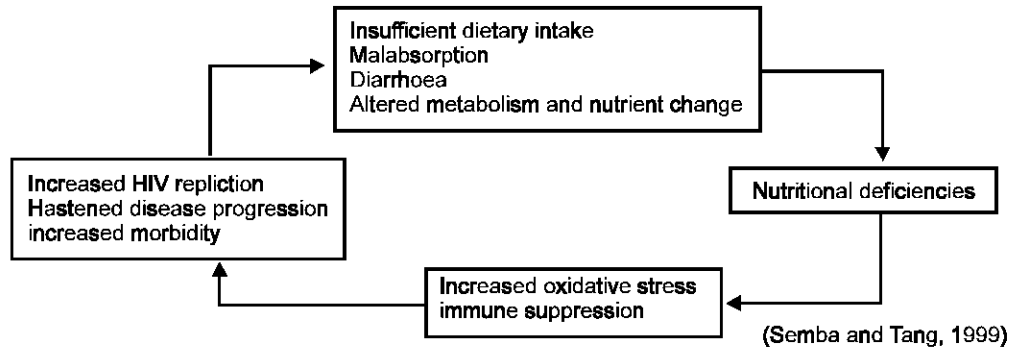 Insufficient dietary intake
Malabsorption
Diarrhoea
Altered metabolism and nutrient change
Nutritional deficiencies
Increased oxidative stress
immune suppression
Increased HIV repliction
Hastened disease progression
increased morbidity
(Semba and Tang, 1999)